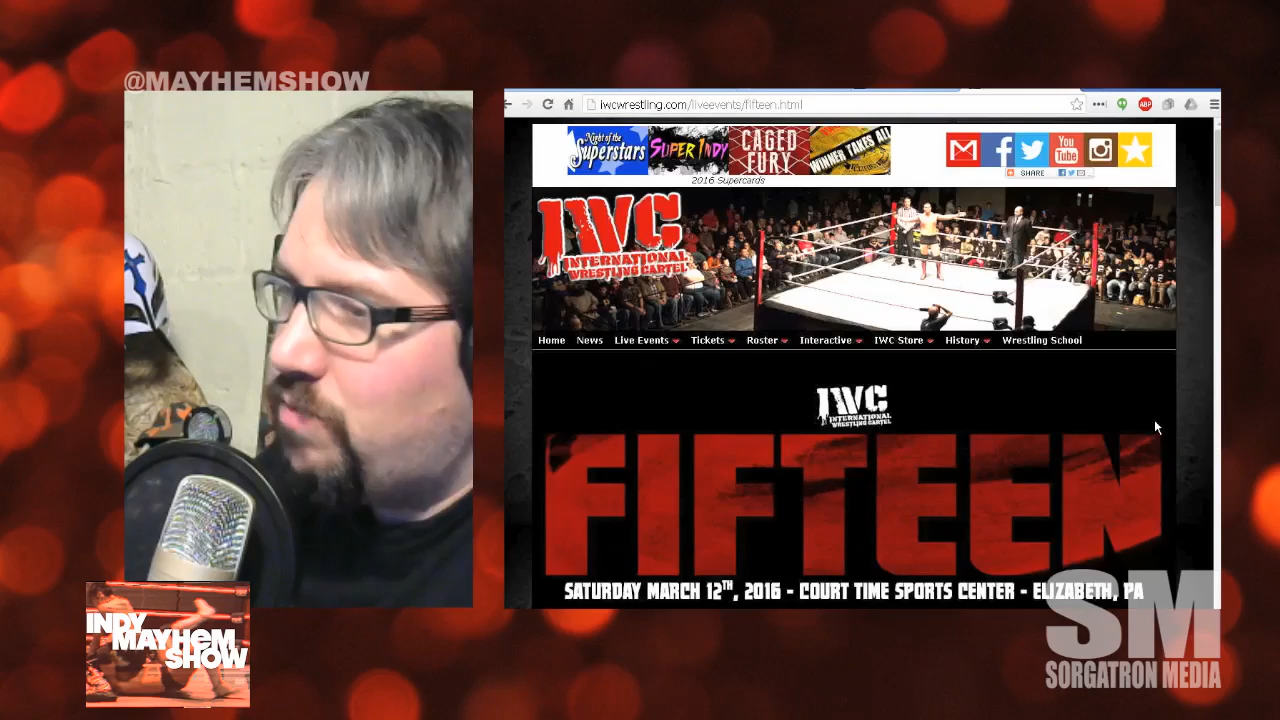 @MAYHEMSHOW
iwcwrestling.com/liveevents/fifteen.html
ABP
Night of the
Superstars
SUPER INDY
CAGED
FURY
WINNER TAKES ALL
2016 Supercards
You
Tube
SHARE
IWC
INTERNATIONAL
WRESTLING CARTEL
Home News Live Events Tickets Roster Interactive IWC Store History Wrestling School
IWC
INTERNATIONAL
WRESTLING CARTEL
FIFTEEN
SATURDAY MARCH 12TH, 2016 - COURT TIME SPORTS CENTER - ELIZABETH, PA
INDY
MAYHEM
SHOW
SM
SORGATRON MEDIA